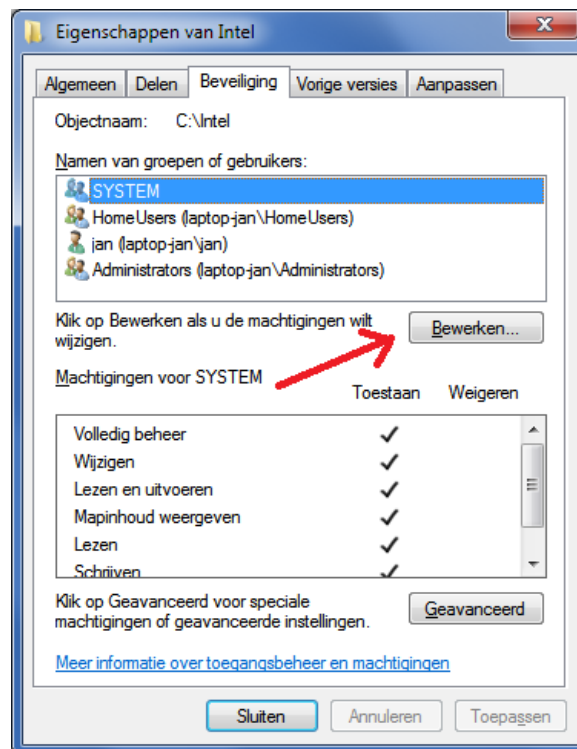 Eigenschappen van Intel
Algemeen Delen Beveiliging Vorige versies Aanpassen
Objectnaam: C:\Intel
Namen van groepen of gebruikers:
SYSTEM
HomeUsers (laptop-jan\HomeUsers)
jan (laptop-jan\jan)
Administrators (laptop-jan\Administrators)
Klik op Bewerken als u de machtigingen wilt
wijzigen.
Bewerken...
Machtigingen voor SYSTEM
Toestaan Weigeren
Volledig beheer
Wijzigen
Lezen en uitvoeren
Mapinhoud weergeven
Lezen
Schrijven
Klik op Geavanceerd voor speciale
machtigingen of geavanceerde instellingen.
Geavanceerd
Meer informatie over toegangsbeheer en machtigingen
Sluiten Annuleren Toepassen